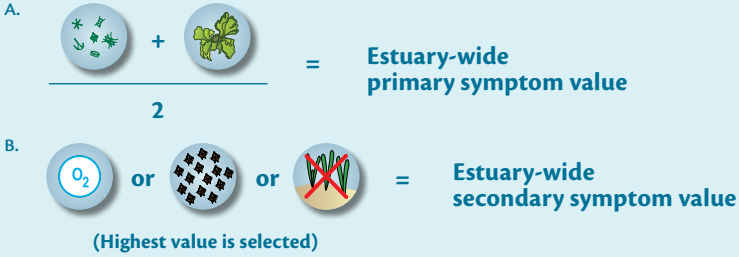 A.
+
=
Estuary-wide
primary symptom value
2
B.
O2 or or = Estuary-wide
secondary symptom value
(Highest value is selected)